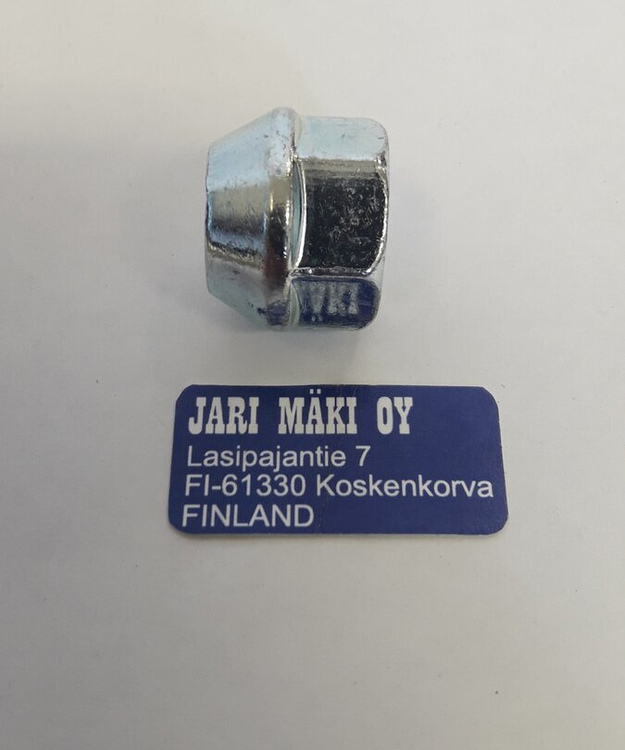 JARI MÄKI OY
Lasipajantie 7
FI-61330 Koskenkorva
FINLAND